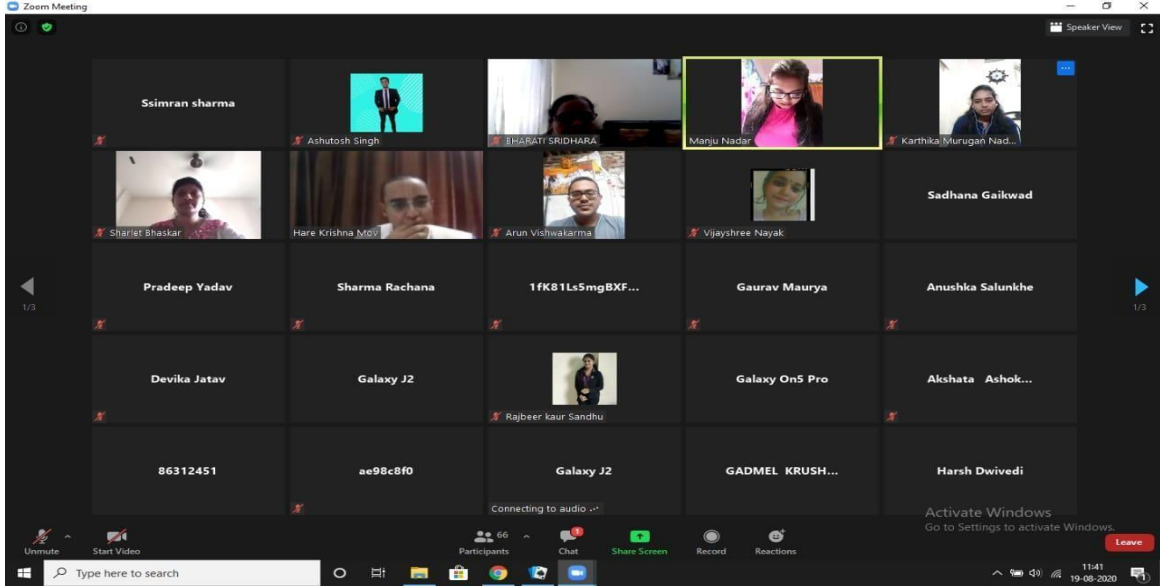 Zoom Meeting
Speaker View
Ssimran sharma
Ashutosh Singh
BHARATI SRIDHARA
Manju Nadar
Karthika Murugan Nad...
Sharlet Bhaskar
Hare Krishna Mov
Arun Vishwakarma
Vijayshree Nayak
Sadhana Gaikwad
1/3
Pradeep Yadav
Sharma Rachana
1fK81Ls5mgBXF...
Gaurav Maurya
Anushka Salunkhe
1/3
Devika Jatav
Galaxy J2
Rajbeer kaur Sandhu
Galaxy On5 Pro
Akshata Ashok...
86312451
ae98c8f0
Galaxy J2
Connecting to audio
GADMEL KRUSH...
Harsh Dwivedi
Activate Windows
Go to Settings to activate Windows.
Unmute
Start Video
66
Participants
1
Chat
Share Screen
Record
Reactions
Leave
Type here to search
11:41
19-08-2020
1